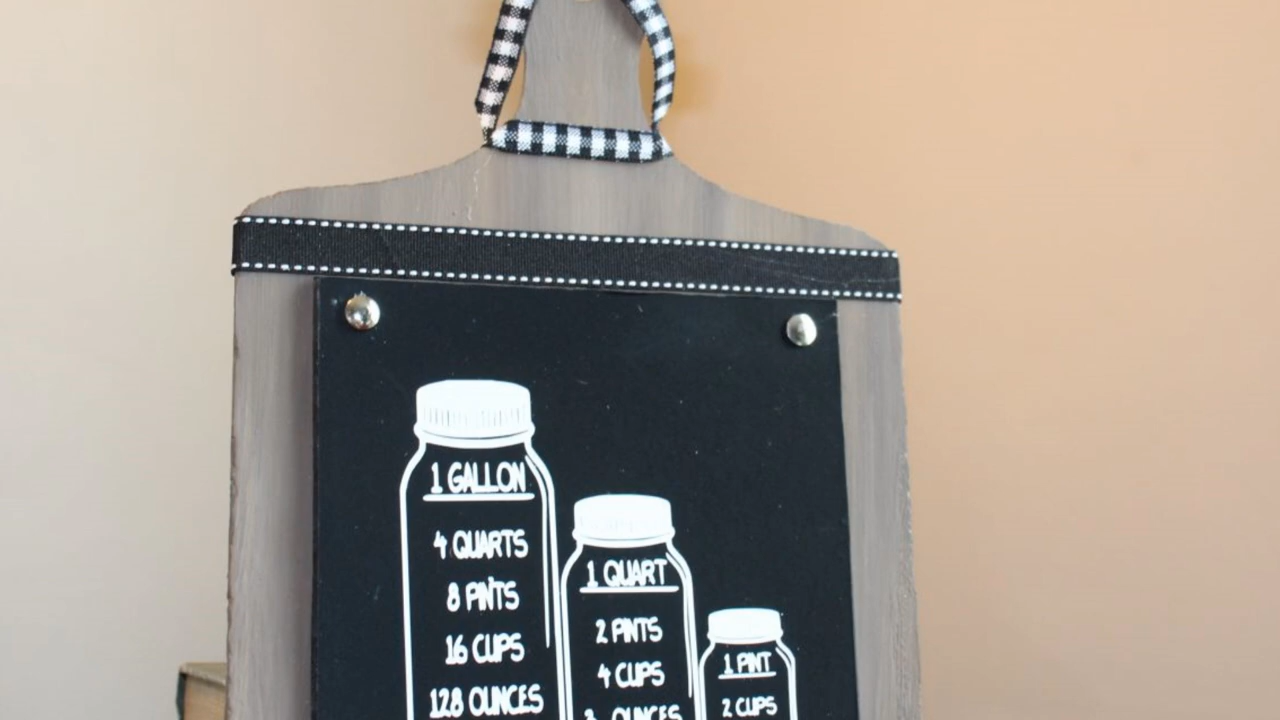 1 GALLON
4 QUARTS
8 PINTS
16 CUPS
128 OUNCES
1 QUART
2 PINTS
4 CUPS
OUNCES
1 PINT
2 CUPS